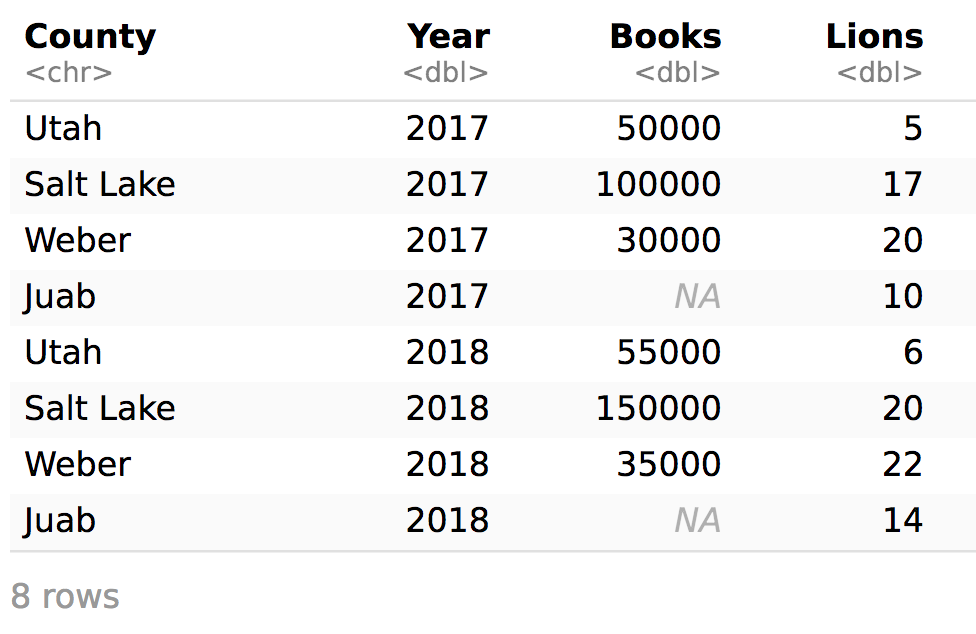 County Year Books Lions
<chr> <dbl> <dbl> <dbl>
Utah 2017 50000 5
Salt Lake 2017 100000 17
Weber 2017 30000 20
Juab 2017 NA 10
Utah 2018 55000 6
Salt Lake 2018 150000 20
Weber 2018 35000 22
Juab 2018 NA 14
8 rows